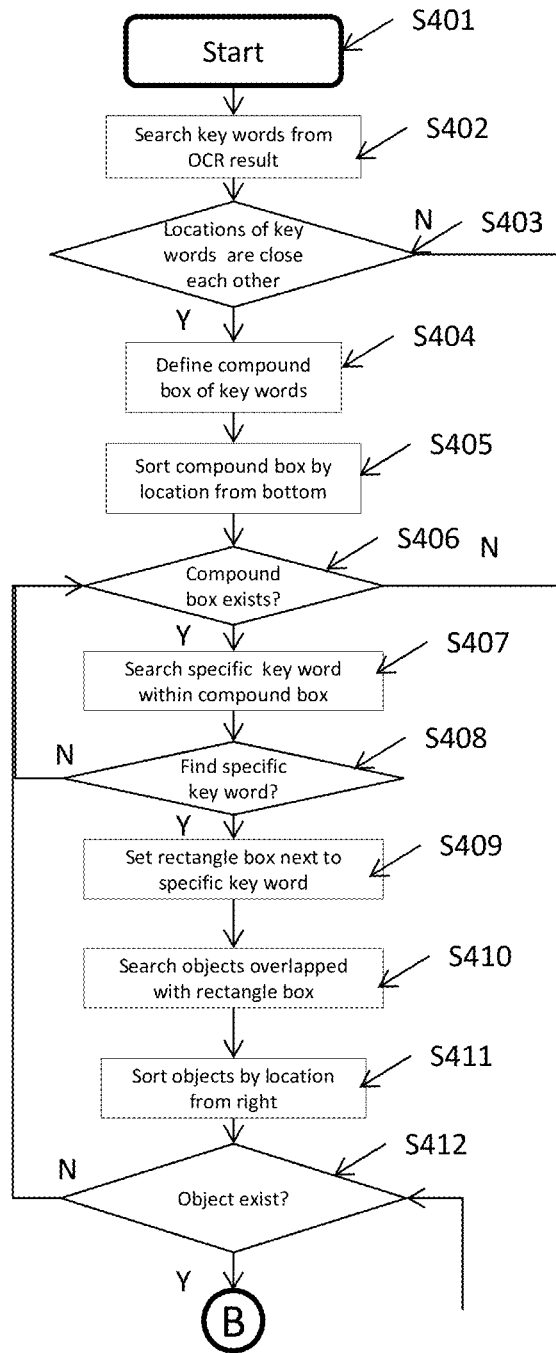 S401
Start
S402
Search key words from
OCR result
N
S403
Locations of key
words are close
each other
Y
S404
Define compound
box of key words
S405
Sort compound box by
location from bottom
S406
N
Compound
box exists?
Y
S407
Search specific key word
within compound box
S408
N
Find specific
key word?
Y
S409
Set rectangle box next to
specific key word
S410
Search objects overlapped
with rectangle box
S411
Sort objects by location
from right
S412
N
Object exist?
Y
B